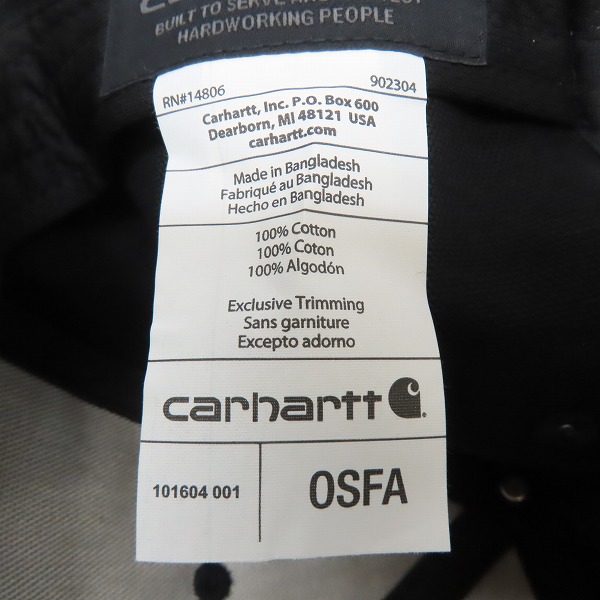 BUILT TO SERVE
HARDWORKING PEOPLE
RN#14806 902304
Carhartt, Inc. P.O. Box 600
Dearborn, MI 48121 USA
carhartt.com
Made in Bangladesh
Fabriqué au Bangladesh
Hecho en Bangladesh
100% Cotton
100% Coton
100% Algodón
Exclusive Trimming
Sans garniture
Excepto adorno
carhartt
101604 001 OSFA